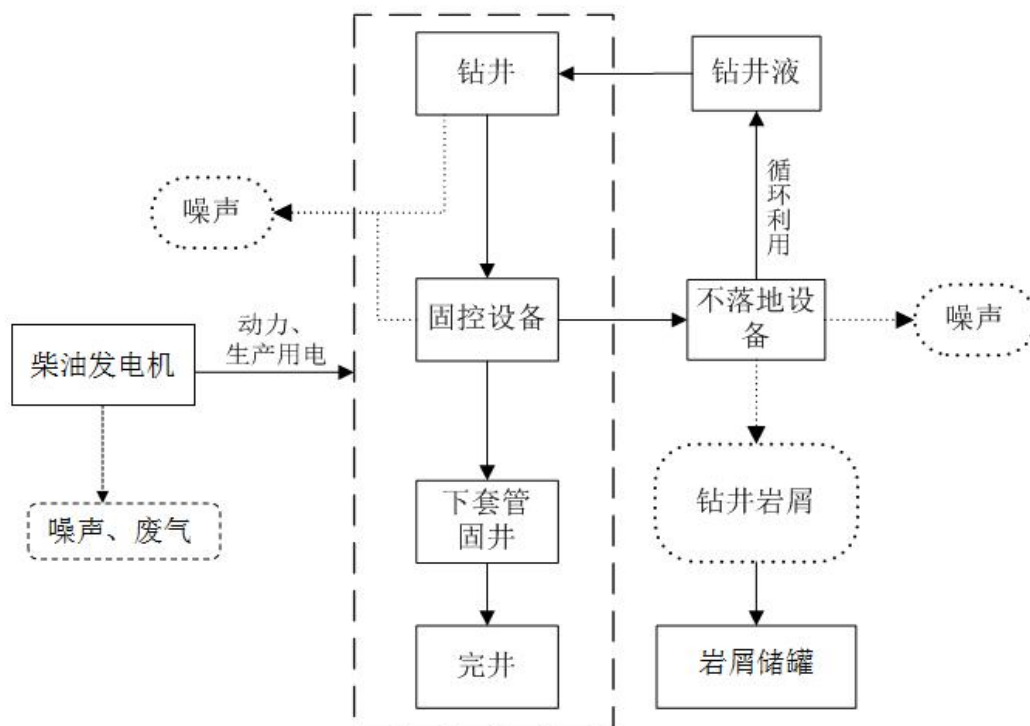 钻井
钻井液
循环利用
噪声
固控设备
不落地设
备
噪声
动力、
生产用电
柴油发电机
噪声、废气
下套管
固井
钻井岩屑
完井
岩屑储罐